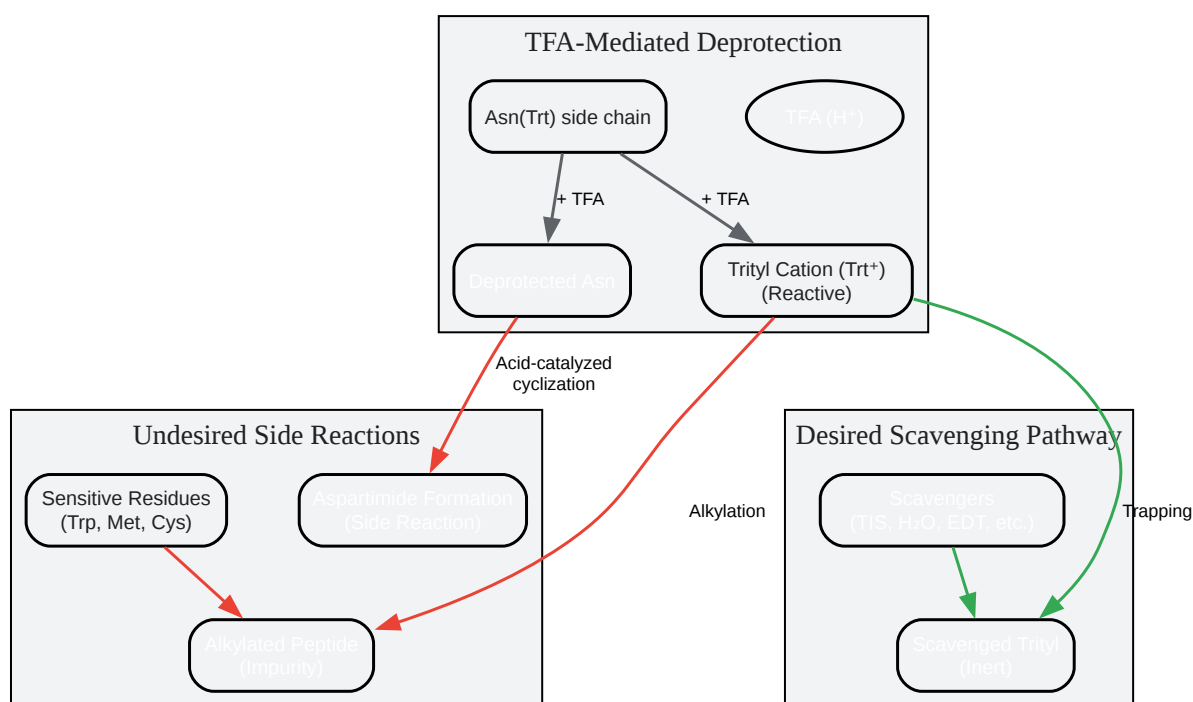 TFA-Mediated Deprotection
Asn(Trt) side chain
TFA (H⁺)
+ TFA
+ TFA
Deprotected Asn
Trityl Cation (Trt⁺)
(Reactive)
Acid-catalyzed
cyclization
Undesired Side Reactions
Desired Scavenging Pathway
Sensitive Residues
(Trp, Met, Cys)
Aspartimide Formation
(Side Reaction)
Alkylation
Scavengers
(TIS, H₂O, EDT, etc.)
Trapping
Alkylated Peptide
(Impurity)
Scavenged Trityl
(Inert)